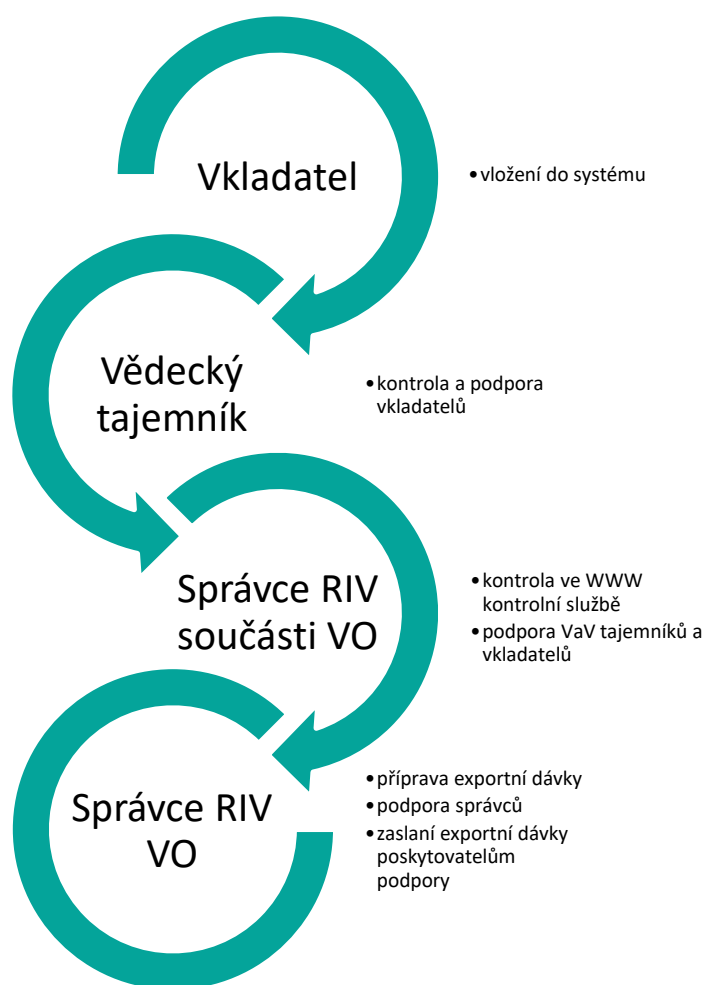 Vkladatel
•vložení do systému
Vědecký
tajemník
•kontrola a podpora
vkladatelů
Správce RIV
součásti VO
•kontrola ve WWW
kontrolní službě
•podpora VaV tajemníků a
vkladatelů
Správce RIV
VO
•příprava exportní dávky
•podpora správců
•zaslaní exportní dávky
poskytovatelům
podpory